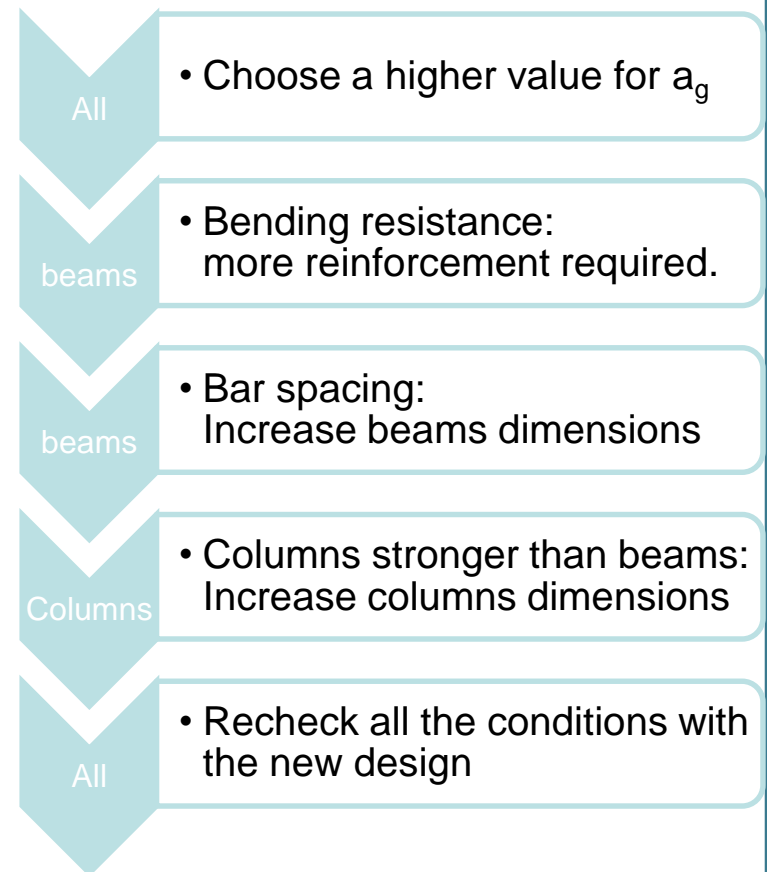 All
• Choose a higher value for a_g
beams
• Bending resistance:
more reinforcement required.
beams
• Bar spacing:
Increase beams dimensions
Columns
• Columns stronger than beams:
Increase columns dimensions
All
• Recheck all the conditions with
the new design